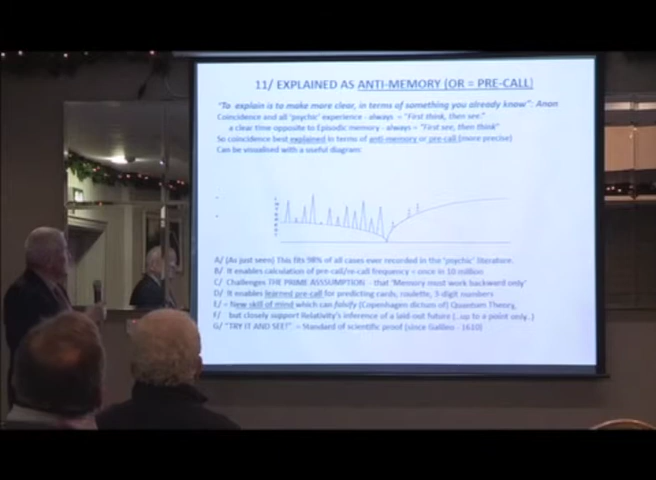 11/ EXPLAINED AS ANTI-MEMORY (OR = PRE-CALL)
'To explain is to make more clear, in terms of something you already know": Anon
Coincidence and all 'psychic' experience - always = "First think, then see."
a clear time opposite to Episodic memory - always = "First see, then think"
So coincidence best explained in terms of anti-memory or pre-call (more precise)
Can be visualised with a useful diagram:
A/ (As just seen) This fits 98% of all cases ever recorded in the 'psychic' literature.
B/ It enables calculation of pre-call/re-call frequency = once in 10 million
C/ Challenges THE PRIME ASSSUMPTION - that 'Memory must work backward only'
D/ It enables learned pre-call for predicting cards, roulette, 3-digit numbers
E/ = New skill of mind which can falsify (Copenhagen dictum of) Quantum Theory,
F/ but closely support Relativity's inference of a laid-out future (..up to a point only..)
G/ "TRY IT AND SEE!" = Standard of scientific proof (since Galileo - 1610)